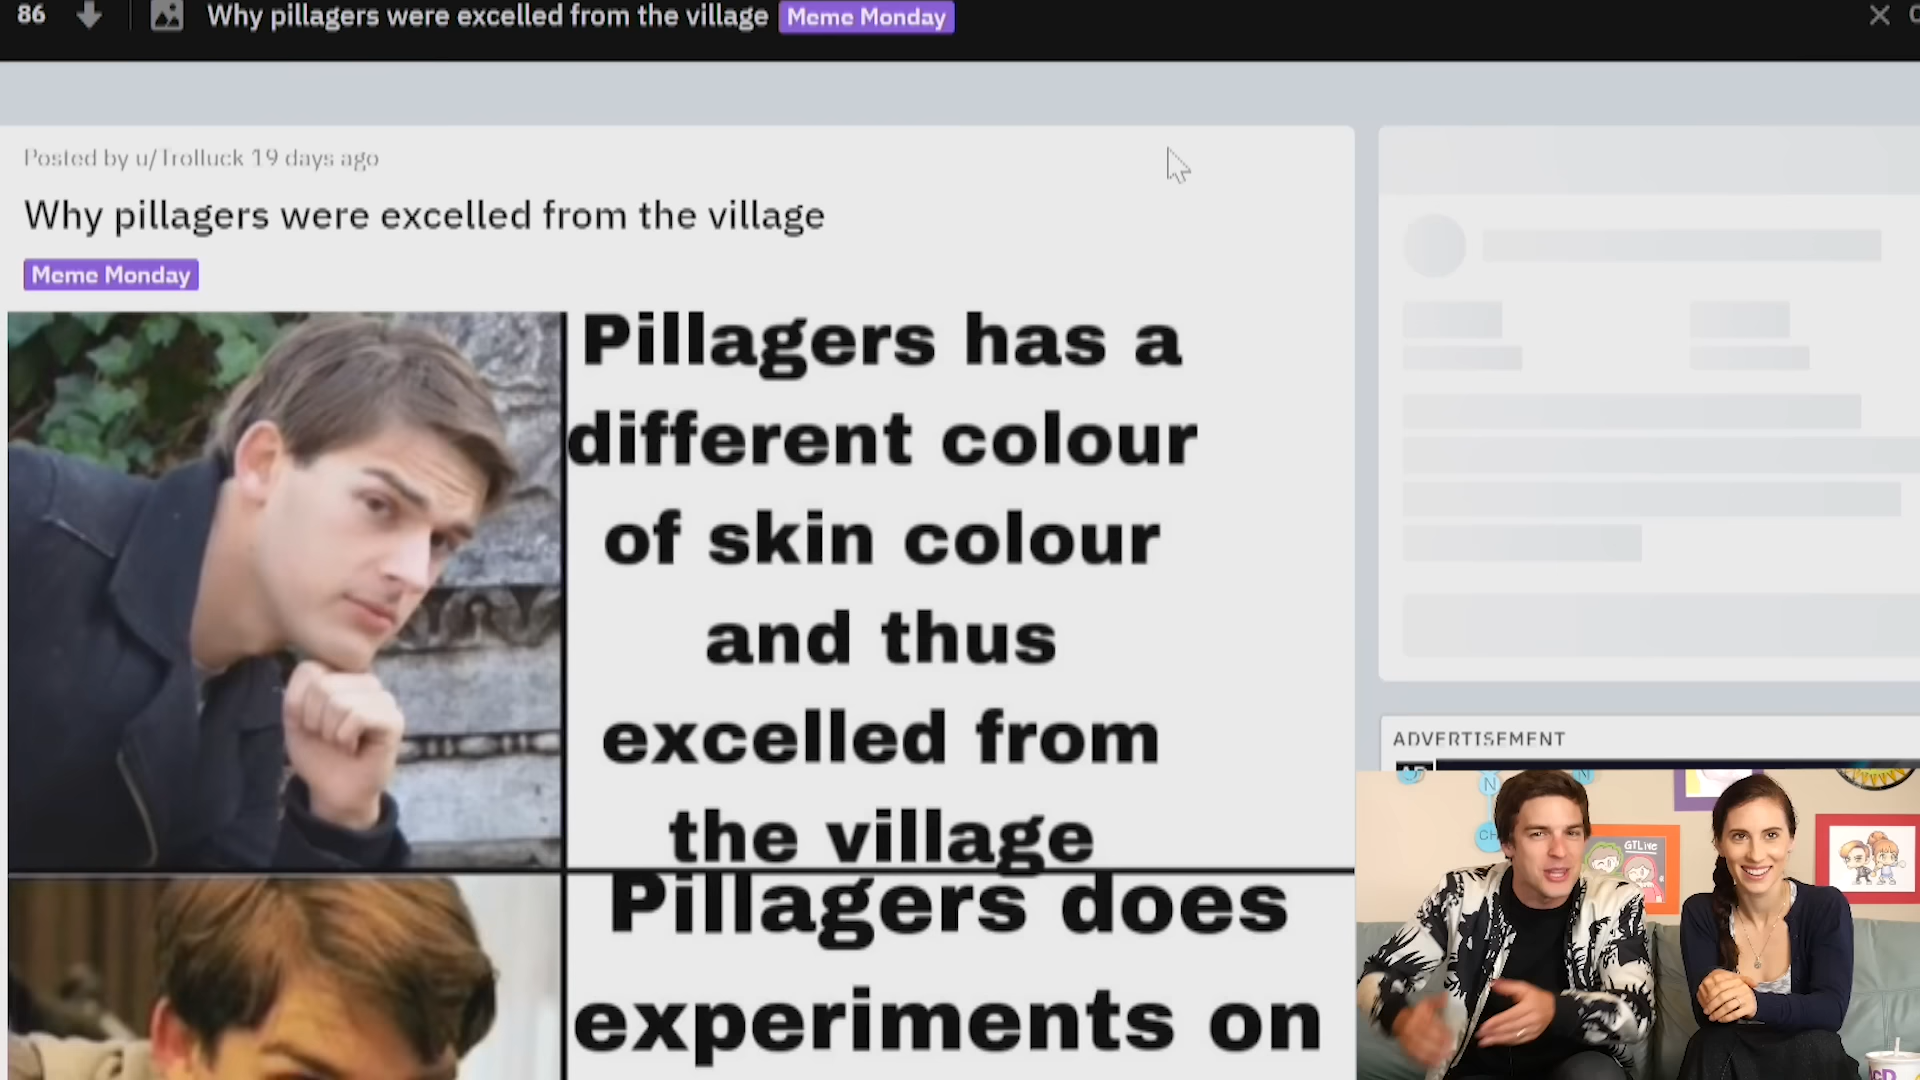 86 Why pillagers were excelled from the village Meme Monday
Posted by u/Trolluck 19 days ago
Why pillagers were excelled from the village
Meme Monday
Pillagers has a
different colour
of skin colour
and thus
excelled from
the village
Pillagers does
experiments on
ADVERTISEMENT
N
CH
GTLive